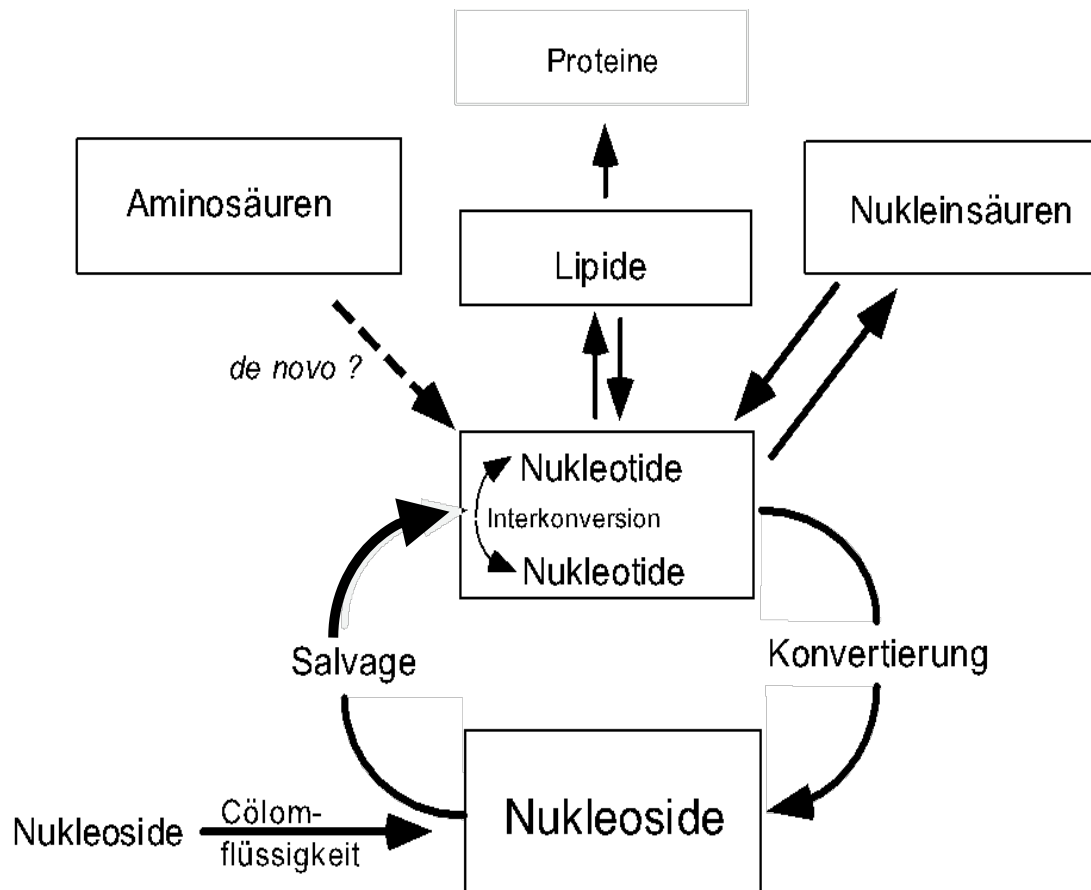 Proteine
Aminosäuren
Nukleinsäuren
Lipide
de novo ?
Nukleotide
Interkonversion
Nukleotide
Salvage
Konvertierung
Nukleoside
Nukleoside
Cölom-
flüssigkeit